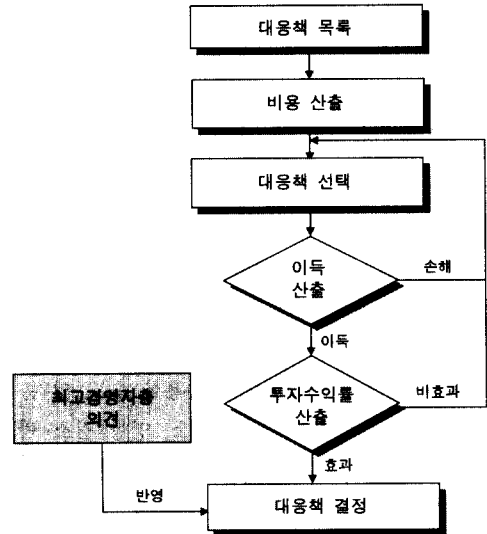 대응책 목록
비용 산출
대응책 선택
이득
산출
손해
이득
투자수익률
산출
비효과
최고경영자층
의견
효과
반영
대응책 결정